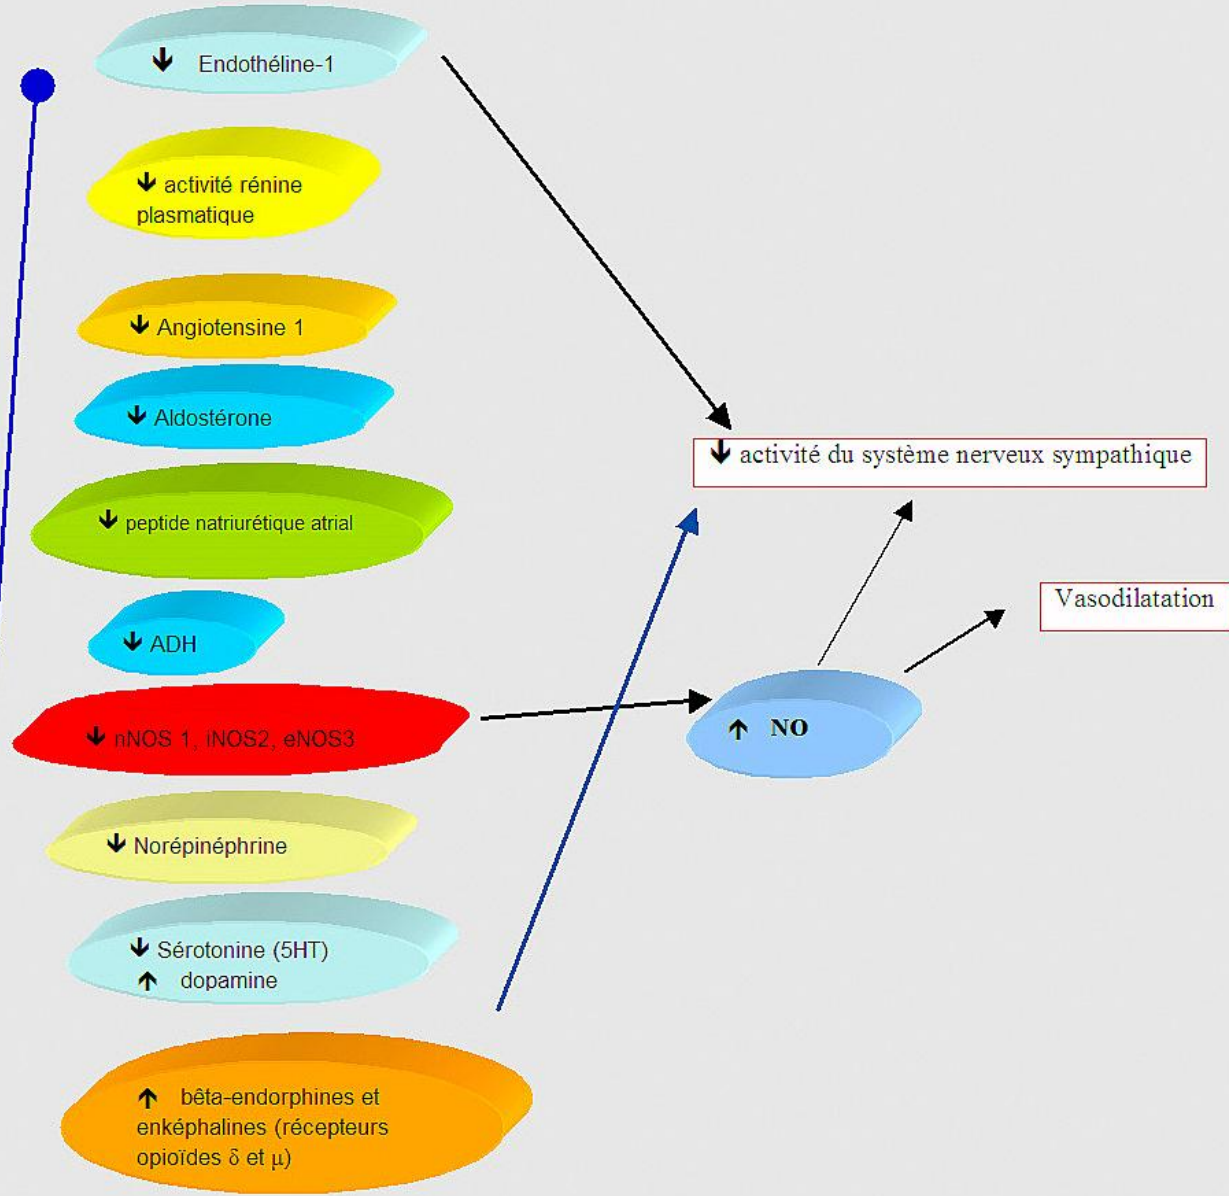 🡻 Endothéline-1
🡻 activité rénine
plasmatique
🡻 Angiotensine 1
🡻 Aldostérone
🡻 activité du système nerveux sympathique
🡻 peptide natriurétique atrial
Vasodilatation
🡻 ADH
🡻 nNOS 1, iNOS2, eNOS3
🡹 NO
🡻 Norépinéphrine
🡻 Sérotonine (5HT)
🡹 dopamine
🡹 bêta-endorphines et
enképhalines (récepteurs
opioïdes δ et μ)